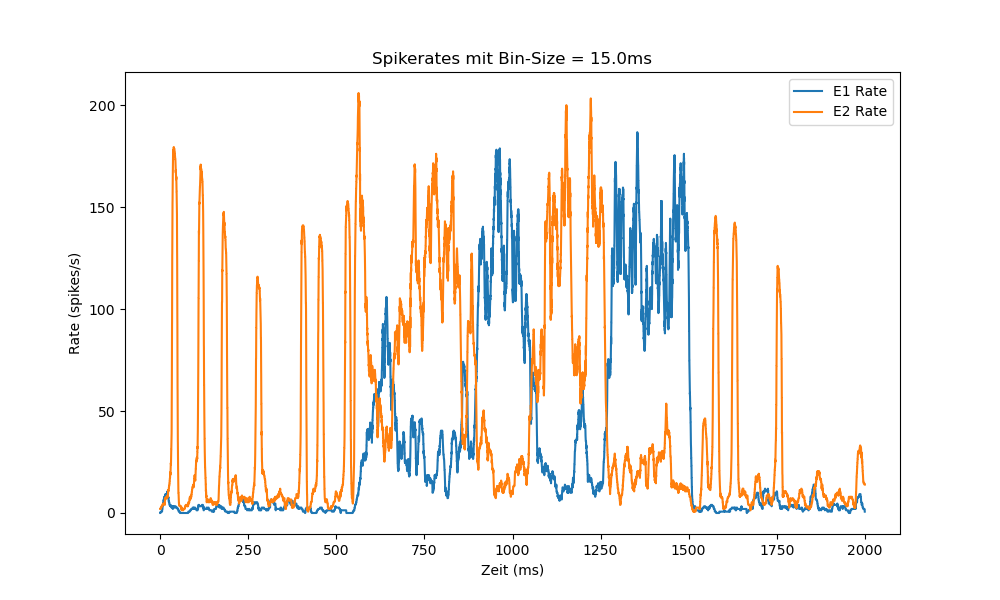 Spikerates mit Bin-Size = 15.0ms
E1 Rate
E2 Rate
Rate (spikes/s)
200
150
100
50
0
0 250 500 750 1000 1250 1500 1750 2000
Zeit (ms)